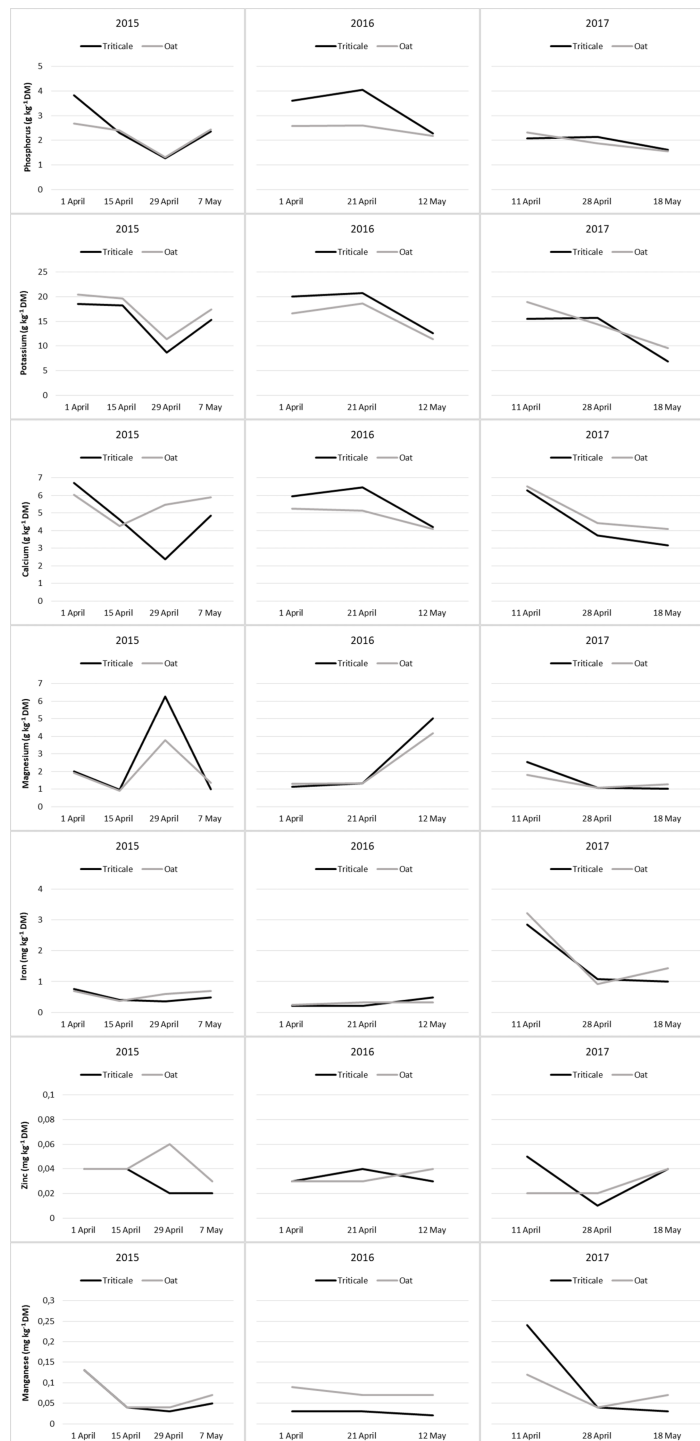 2015
Triticale Oat
Phosphorus (g kg-1 DM)
5
4
3
2
1
0
1 April 15 April 29 April 7 May
2016
Triticale Oat
1 April 21 April 12 May
2017
Triticale Oat
11 April 28 April 18 May
2015
Triticale Oat
Potassium (g kg-1 DM)
25
20
15
10
5
0
1 April 15 April 29 April 7 May
2016
Triticale Oat
1 April 21 April 12 May
2017
Triticale Oat
11 April 28 April 18 May
2015
Triticale Oat
Calcium (g kg-1 DM)
7
6
5
4
3
2
1
0
1 April 15 April 29 April 7 May
2016
Triticale Oat
1 April 21 April 12 May
2017
Triticale Oat
11 April 28 April 18 May
2015
Triticale Oat
Magnesium (g kg-1 DM)
7
6
5
4
3
2
1
0
1 April 15 April 29 April 7 May
2016
Triticale Oat
1 April 21 April 12 May
2017
Triticale Oat
11 April 28 April 18 May
2015
Triticale Oat
Iron (mg kg-1 DM)
4
3
2
1
0
1 April 15 April 29 April 7 May
2016
Triticale Oat
1 April 21 April 12 May
2017
Triticale Oat
11 April 28 April 18 May
2015
Triticale Oat
Zinc (mg kg-1 DM)
0,1
0,08
0,06
0,04
0,02
0
1 April 15 April 29 April 7 May
2016
Triticale Oat
1 April 21 April 12 May
2017
Triticale Oat
11 April 28 April 18 May
2015
Triticale Oat
Manganese (mg kg-1 DM)
0,3
0,25
0,2
0,15
0,1
0,05
0
1 April 15 April 29 April 7 May
2016
Triticale Oat
1 April 21 April 12 May
2017
Triticale Oat
11 April 28 April 18 May